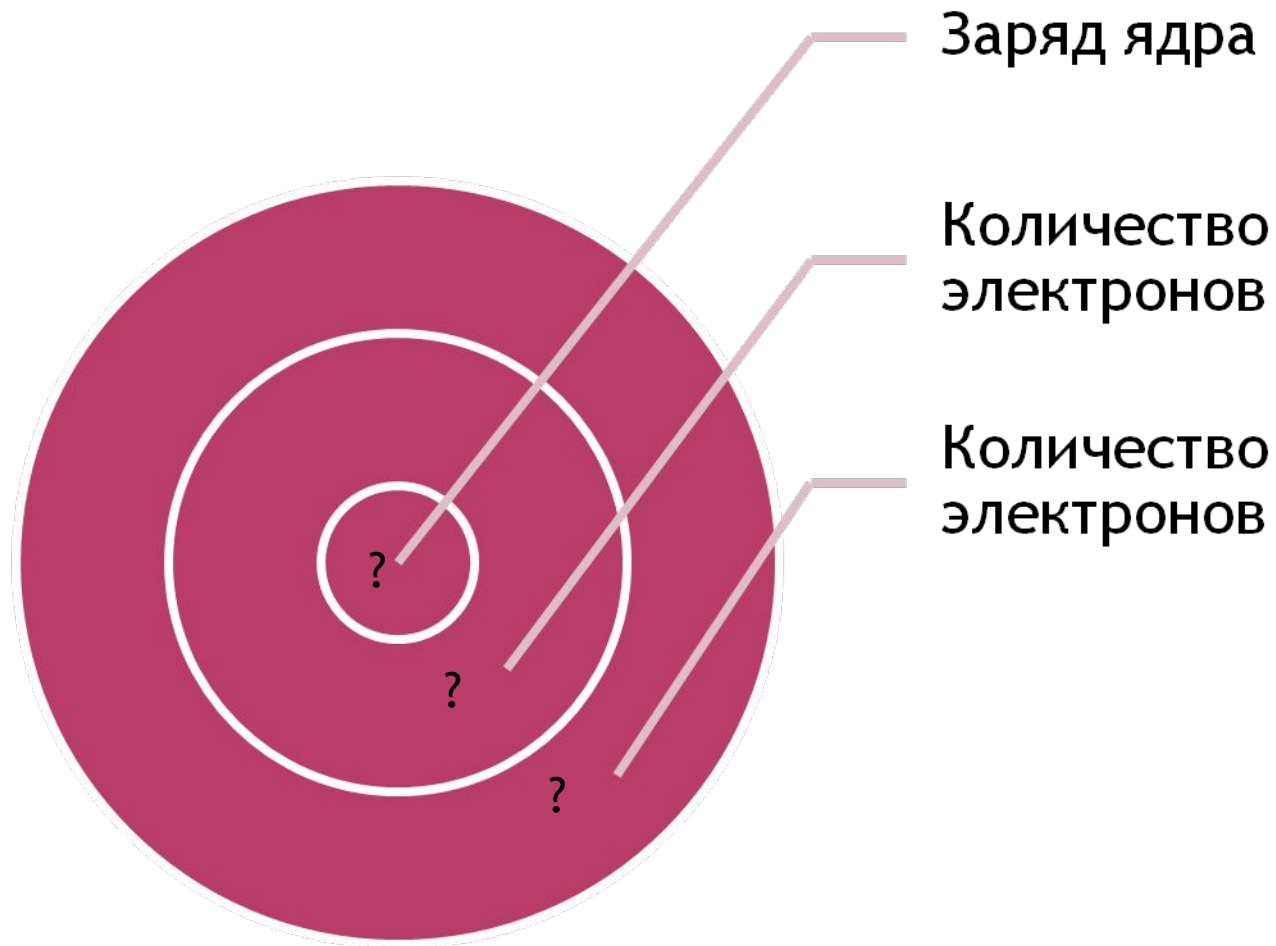 Заряд ядра
Количество
электронов
Количество
электронов
?
?
?